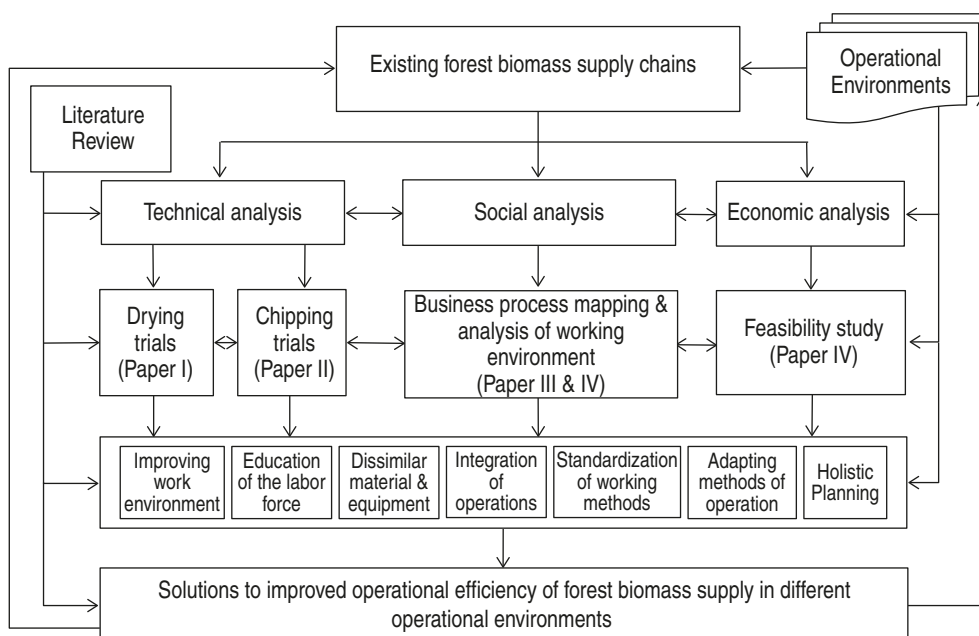 Existing forest biomass supply chains
Operational
Environments
Literature
Review
Technical analysis
Social analysis
Economic analysis
Drying
trials
(Paper I)
Chipping
trials
(Paper II)
Business process mapping &
analysis of working
environment
(Paper III & IV)
Feasibility study
(Paper IV)
Improving
work
environment
Education
of the labor
force
Dissimilar
material &
equipment
Integration
of
operations
Standardization
of working
methods
Adapting
methods of
operation
Holistic
Planning
Solutions to improved operational efficiency of forest biomass supply in different
operational environments